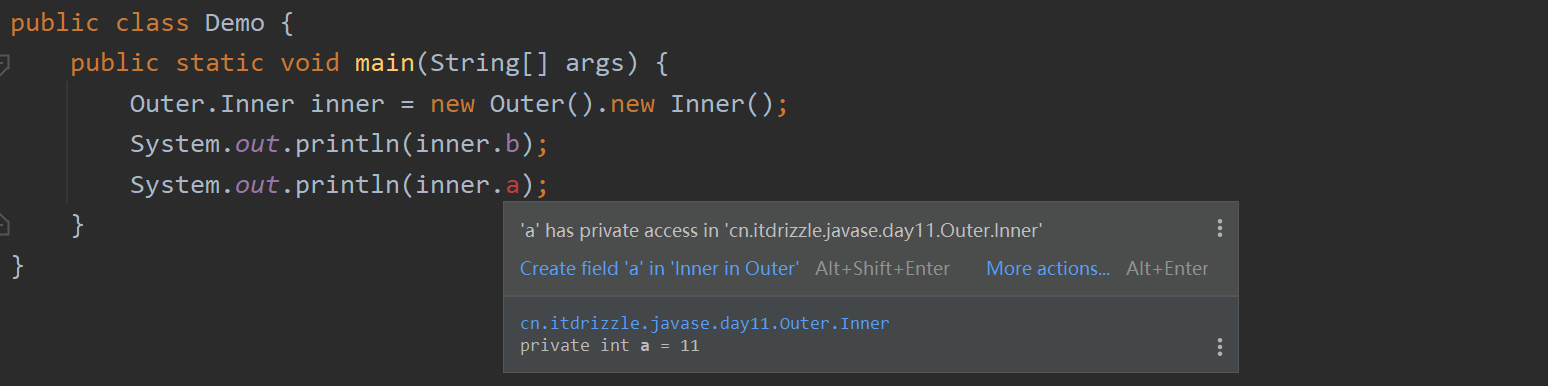 public class Demo {
public static void main(String[] args) {
Outer.Inner inner = new Outer().new Inner();
System.out.println(inner.b);
System.out.println(inner.a);
}
}
'a' has private access in 'cn.itdrizzle.javase.day11.Outer.Inner'
Create field 'a' in 'Inner in Outer' Alt+Shift+Enter More actions... Alt+Enter
cn.itdrizzle.javase.day11.Outer.Inner
private int a = 11